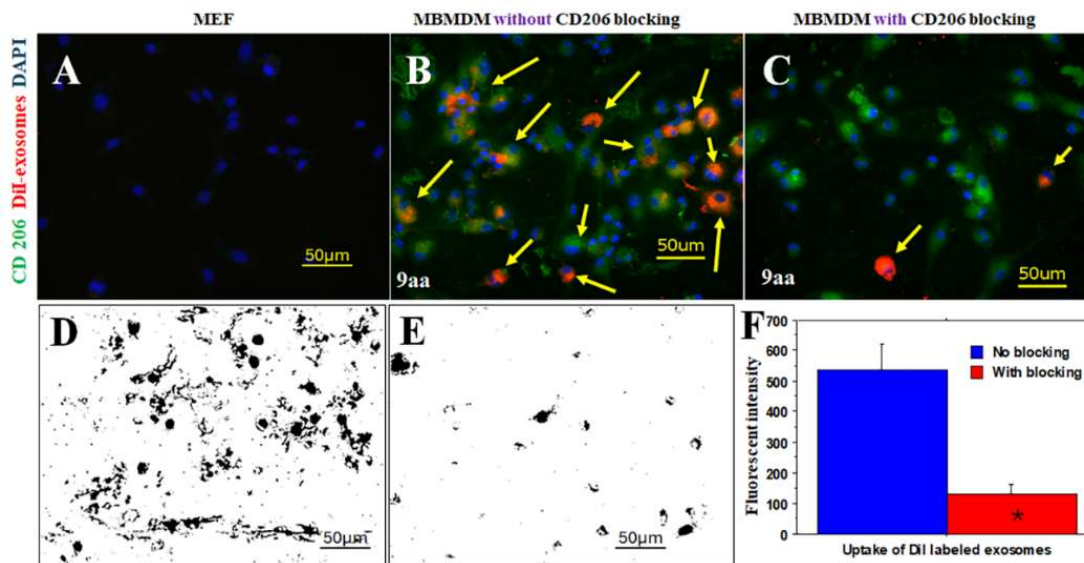 MEF
MBMDM without CD206 blocking
MBMDM with CD206 blocking
CD 206 DiI-exosomes DAPI
A
50µm
B
9aa
50um
C
9aa
50um
D
50µm
E
50µm
F
Fluorescent intensity
700
600
500
400
300
200
100
0
No blocking
With blocking
*
Uptake of DiI labeled exosomes